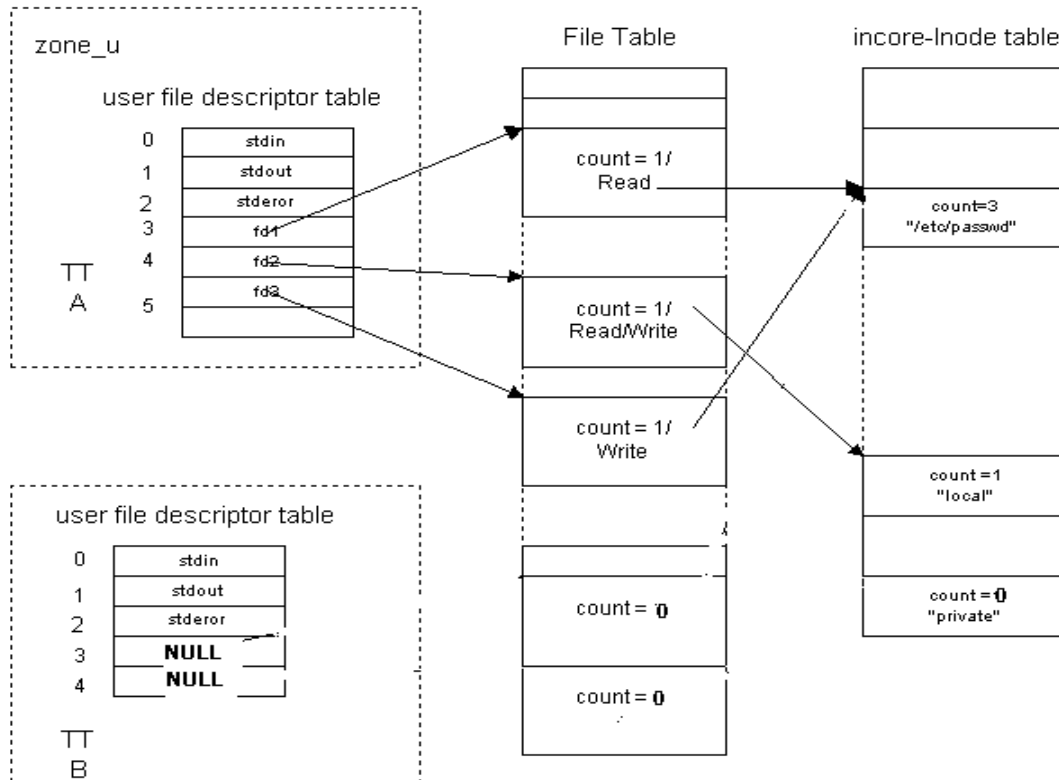 zone_u
user file descriptor table
0 stdin
1 stdout
2 stderor
3 fd1
4 fd2
fd3
5
TT
A
File Table
count = 1/
Read
count = 1/
Read/Write
count = 1/
Write
count = 0
count = 0
incore-Inode table
count=3
"/etc/passwd"
count =1
"local"
count = 0
"private"
user file descriptor table
0 stdin
1 stdout
2 stderor
3 NULL
4 NULL
TT
B